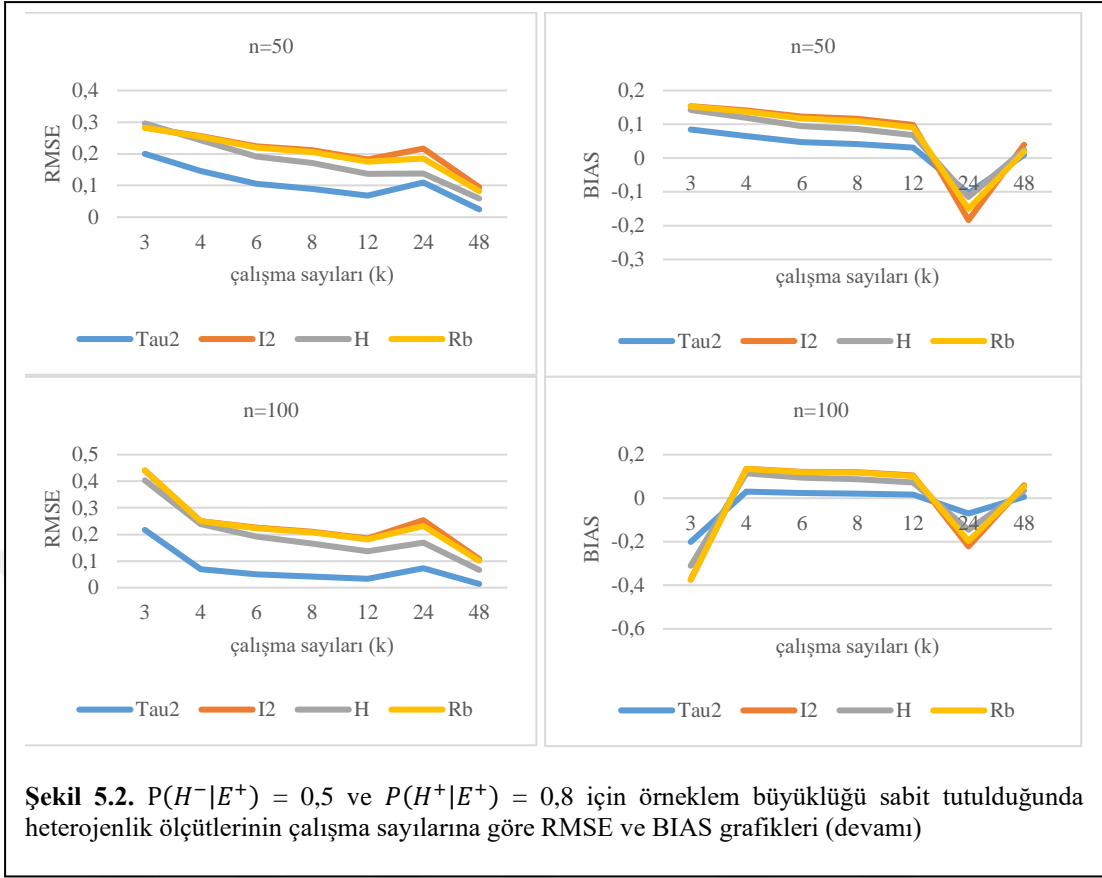 n=50
0,4
0,3
0,2
0,1
0
RMSE
3 4 6 8 12 24 48
çalışma sayıları (k)
Tau2 I2 H Rb
n=50
0,2
0,1
0
-0,1
-0,2
-0,3
BIAS
3 4 6 8 12 24 48
çalışma sayıları (k)
Tau2 I2 H Rb
n=100
0,5
0,4
0,3
0,2
0,1
0
RMSE
3 4 6 8 12 24 48
çalışma sayıları (k)
Tau2 I2 H Rb
n=100
0,2
0
-0,2
-0,4
-0,6
BIAS
3 4 6 8 12 24 48
çalışma sayıları (k)
Tau2 I2 H Rb
Şekil 5.2. P(H⁻|E⁺) = 0,5 ve P(H⁺|E⁺) = 0,8 için örneklem büyüklüğü sabit tutulduğunda
heterojenlik ölçütlerinin çalışma sayılarına göre RMSE ve BIAS grafikleri (devamı)